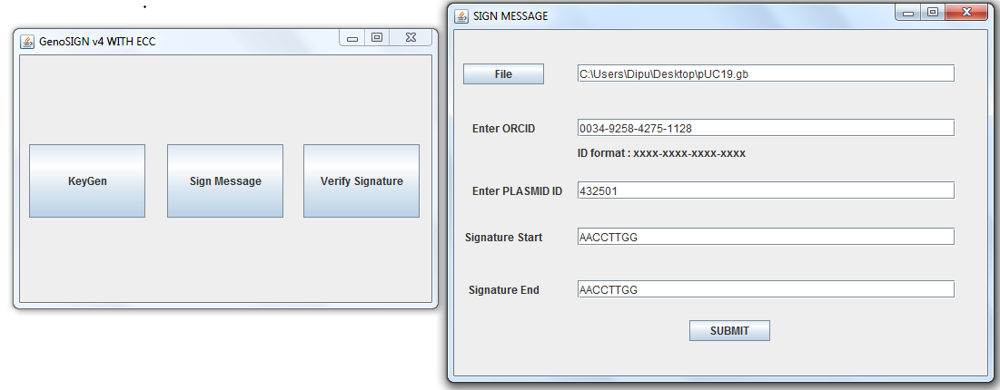 GenoSIGN v4 WITH ECC
KeyGen
Sign Message
Verify Signature
SIGN MESSAGE
File
C:\Users\Dipu\Desktop\pUC19.gb
Enter ORCID
0034-9258-4275-1128
ID format : xxxx-xxxx-xxxx-xxxx
Enter PLASMID ID
432501
Signature Start
AACCTTGG
Signature End
AACCTTGG
SUBMIT